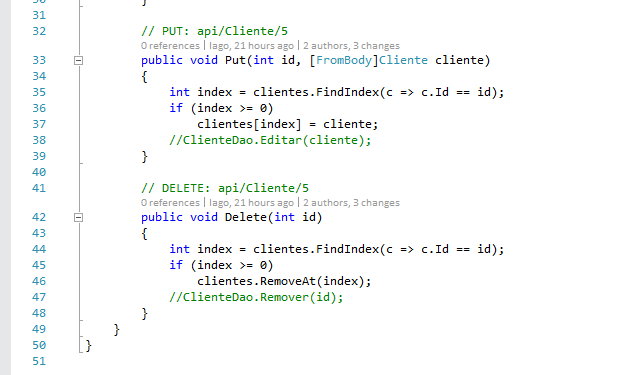 30 }
31
32 // PUT: api/Cliente/5
0 references | Iago, 21 hours ago | 2 authors, 3 changes
33 public void Put(int id, [FromBody]Cliente cliente)
34 {
35 int index = clientes.FindIndex(c => c.Id == id);
36 if (index >= 0)
37 clientes[index] = cliente;
38 //ClienteDao.Editar(cliente);
39 }
40
41 // DELETE: api/Cliente/5
0 references | Iago, 21 hours ago | 2 authors, 3 changes
42 public void Delete(int id)
43 {
44 int index = clientes.FindIndex(c => c.Id == id);
45 if (index >= 0)
46 clientes.RemoveAt(index);
47 //ClienteDao.Remover(id);
48 }
49 }
50 }
51